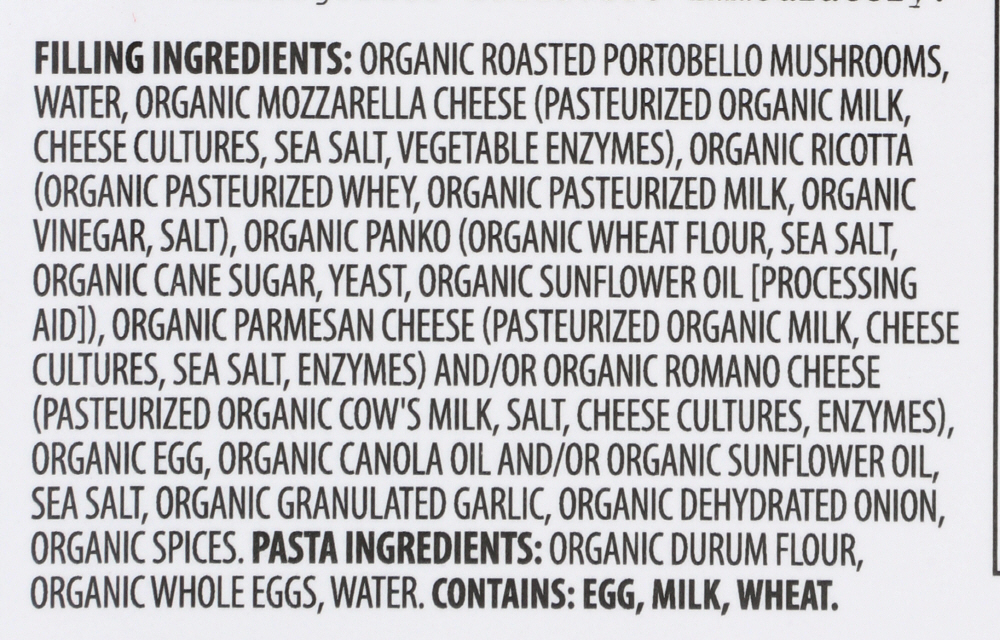 FILLING INGREDIENTS: ORGANIC ROASTED PORTOBELLO MUSHROOMS,
WATER, ORGANIC MOZZARELLA CHEESE (PASTEURIZED ORGANIC MILK,
CHEESE CULTURES, SEA SALT, VEGETABLE ENZYMES), ORGANIC RICOTTA
(ORGANIC PASTEURIZED WHEY, ORGANIC PASTEURIZED MILK, ORGANIC
VINEGAR, SALT), ORGANIC PANKO (ORGANIC WHEAT FLOUR, SEA SALT,
ORGANIC CANE SUGAR, YEAST, ORGANIC SUNFLOWER OIL [PROCESSING
AID]), ORGANIC PARMESAN CHEESE (PASTEURIZED ORGANIC MILK, CHEESE
CULTURES, SEA SALT, ENZYMES) AND/OR ORGANIC ROMANO CHEESE
(PASTEURIZED ORGANIC COW'S MILK, SALT, CHEESE CULTURES, ENZYMES),
ORGANIC EGG, ORGANIC CANOLA OIL AND/OR ORGANIC SUNFLOWER OIL,
SEA SALT, ORGANIC GRANULATED GARLIC, ORGANIC DEHYDRATED ONION,
ORGANIC SPICES. PASTA INGREDIENTS: ORGANIC DURUM FLOUR,
ORGANIC WHOLE EGGS, WATER. CONTAINS: EGG, MILK, WHEAT.